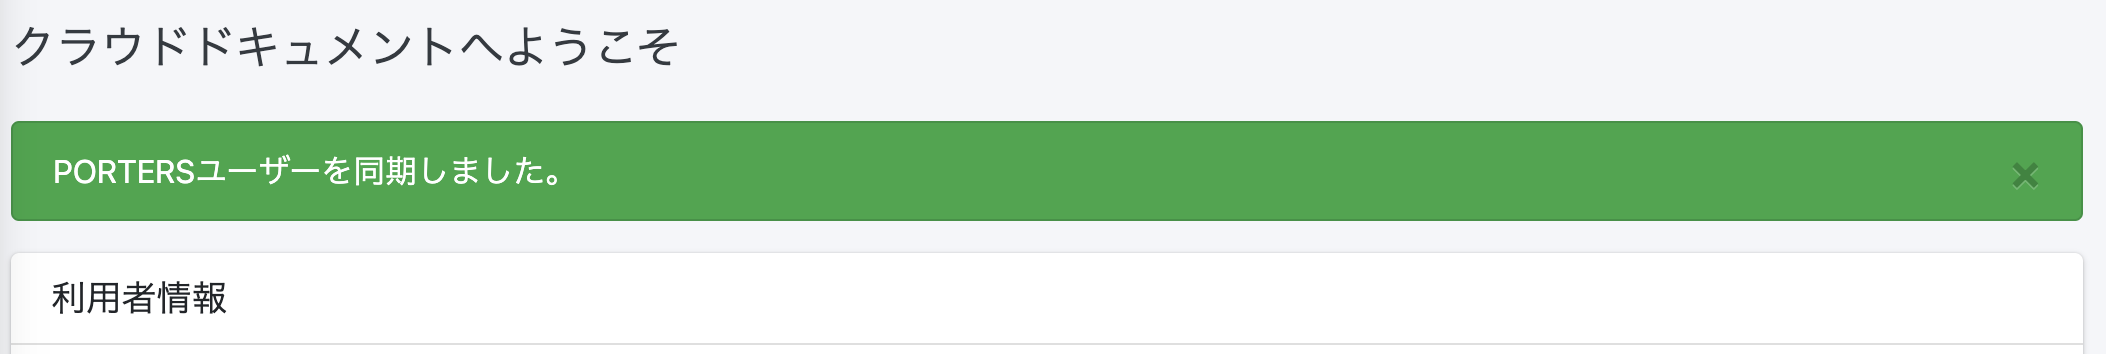 クラウドドキュメントへようこそ
PORTERSユーザーを同期しました。
利用者情報